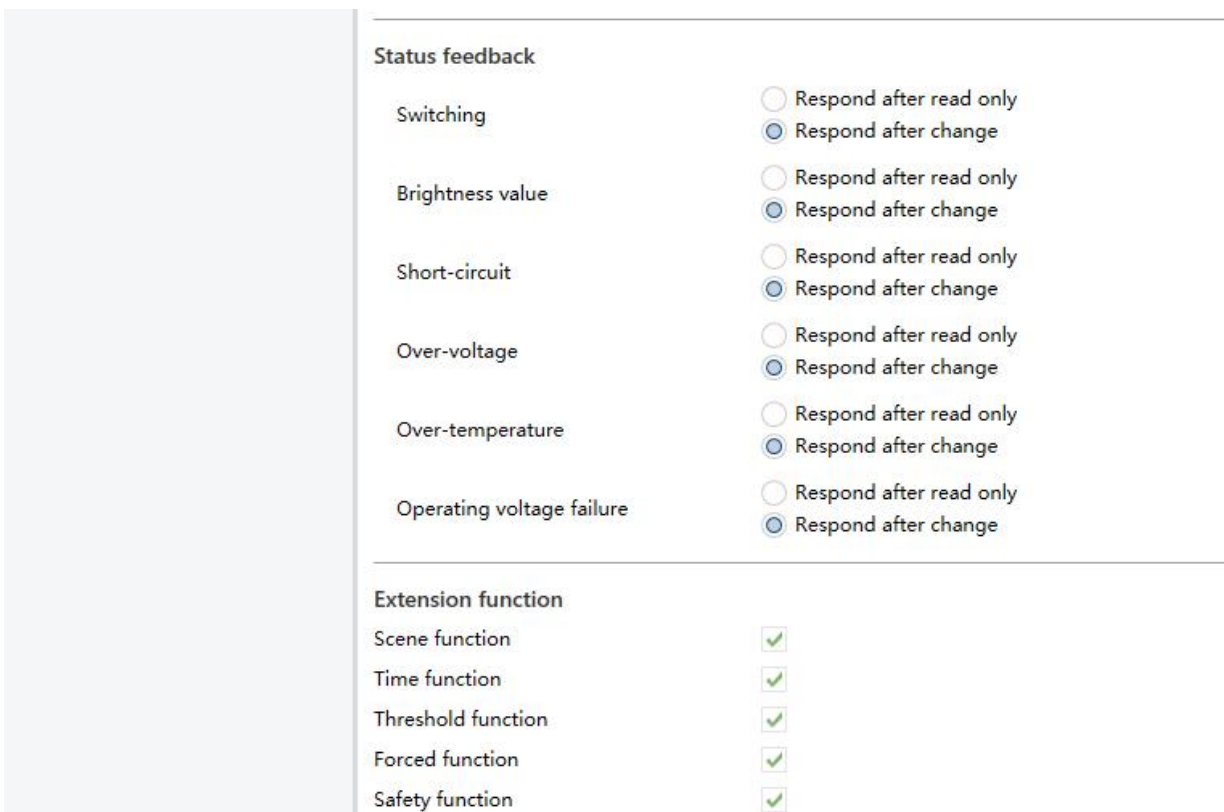 Status feedback
Switching
Respond after read only
Respond after change
Brightness value
Respond after read only
Respond after change
Short-circuit
Respond after read only
Respond after change
Over-voltage
Respond after read only
Respond after change
Over-temperature
Respond after read only
Respond after change
Operating voltage failure
Respond after read only
Respond after change
Extension function
Scene function
Time function
Threshold function
Forced function
Safety function